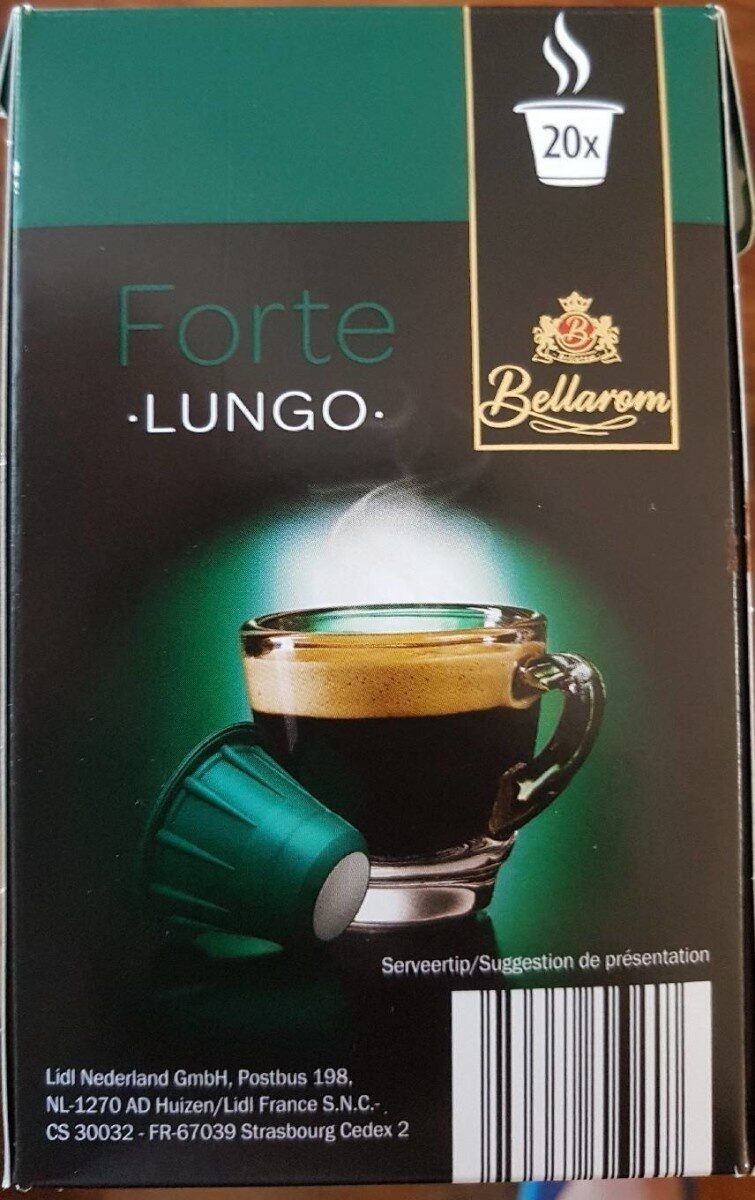 20x
B
Bellarom
Forte
·LUNGO·
Serveertip/Suggestion de présentation
Lidl Nederland GmbH, Postbus 198,
NL-1270 AD Huizen/Lidl France S.N.C.-
CS 30032 - FR-67039 Strasbourg Cedex 2